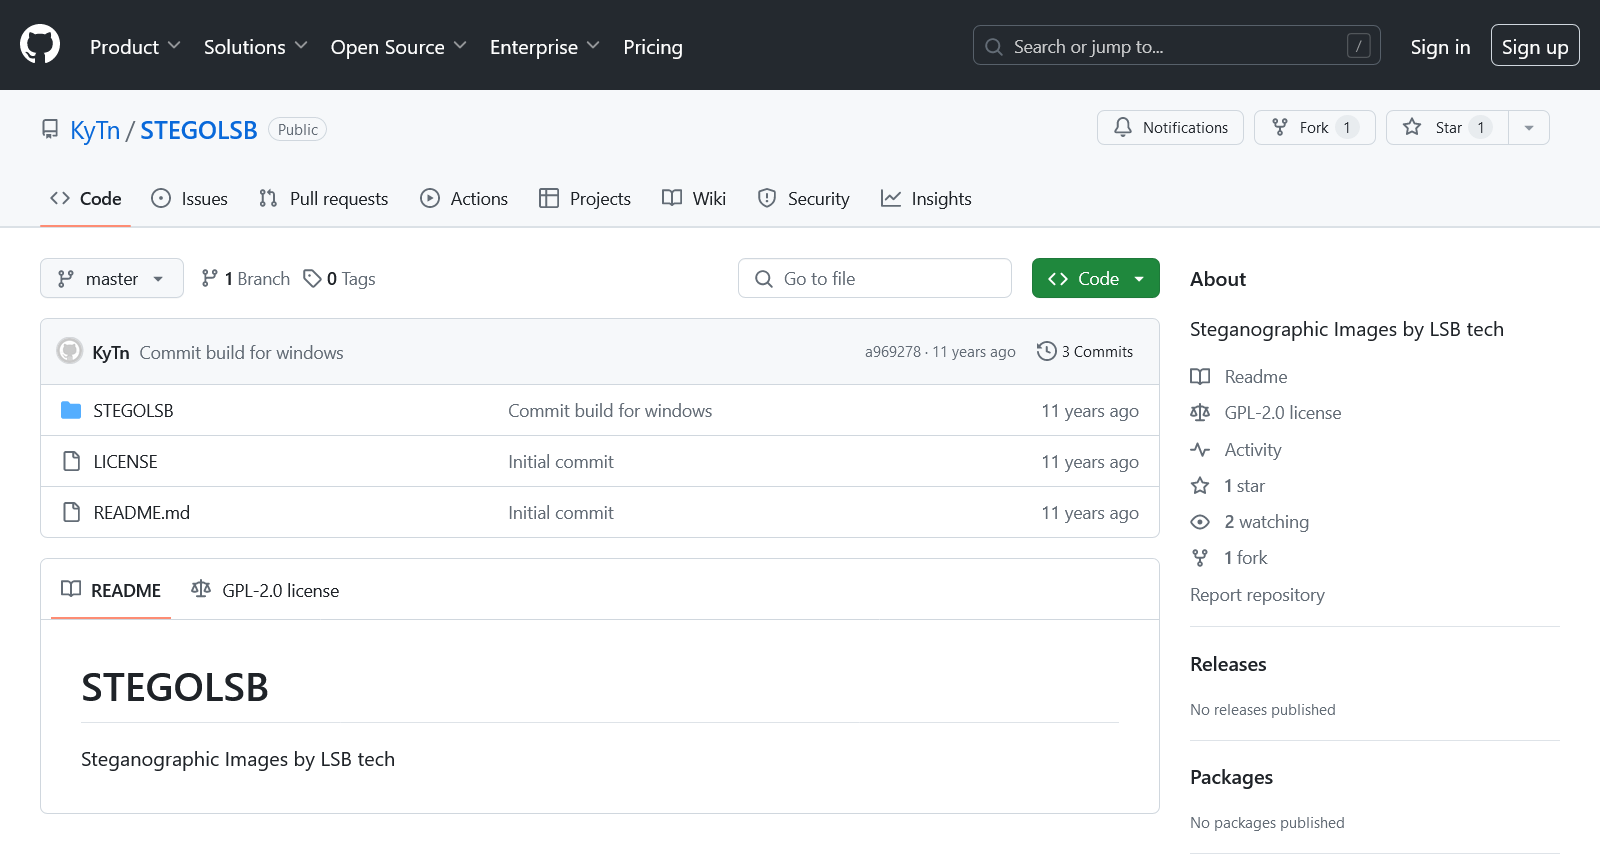 Product Solutions Open Source Enterprise Pricing Search or jump to... / Sign in Sign up
KyTn / STEGOLSB Public Notifications Fork 1 Star 1
Code Issues Pull requests Actions Projects Wiki Security Insights
master 1 Branch 0 Tags Go to file Code
KyTn Commit build for windows a969278 · 11 years ago 3 Commits
STEGOLSB Commit build for windows 11 years ago
LICENSE Initial commit 11 years ago
README.md Initial commit 11 years ago
README GPL-2.0 license
STEGOLSB
Steganographic Images by LSB tech
About
Steganographic Images by LSB tech
Readme
GPL-2.0 license
Activity
1 star
2 watching
1 fork
Report repository
Releases
No releases published
Packages
No packages published